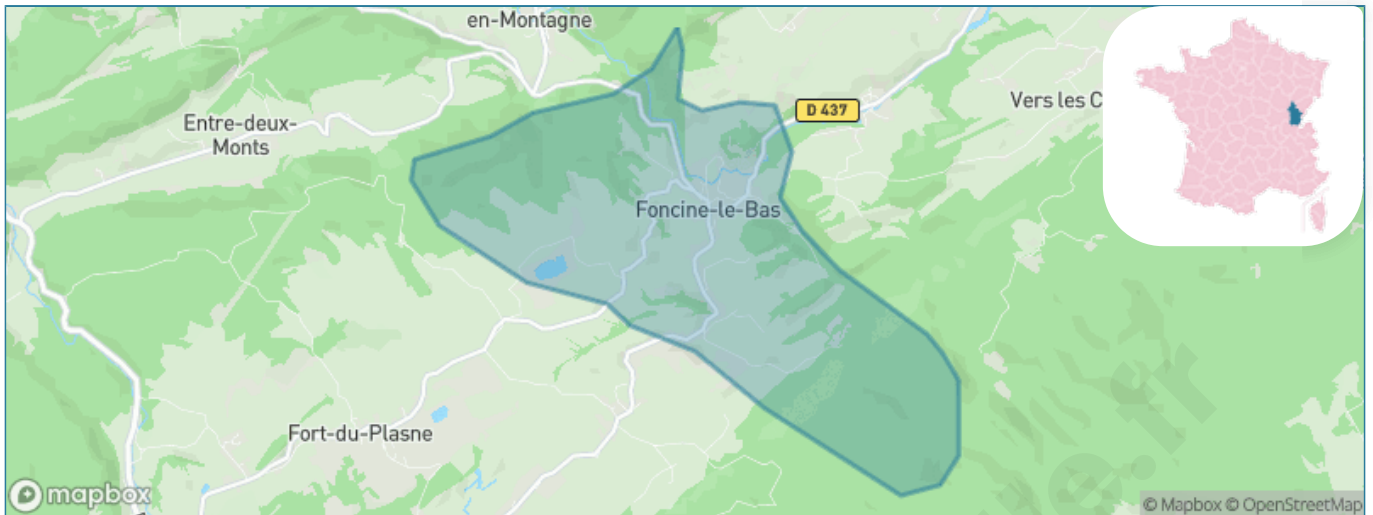 en-Montagne
D 437
Vers les C
Entre-deux-
Monts
Foncine-le-Bas
Fort-du-Plasne
mapbox
© Mapbox © OpenStreetMap